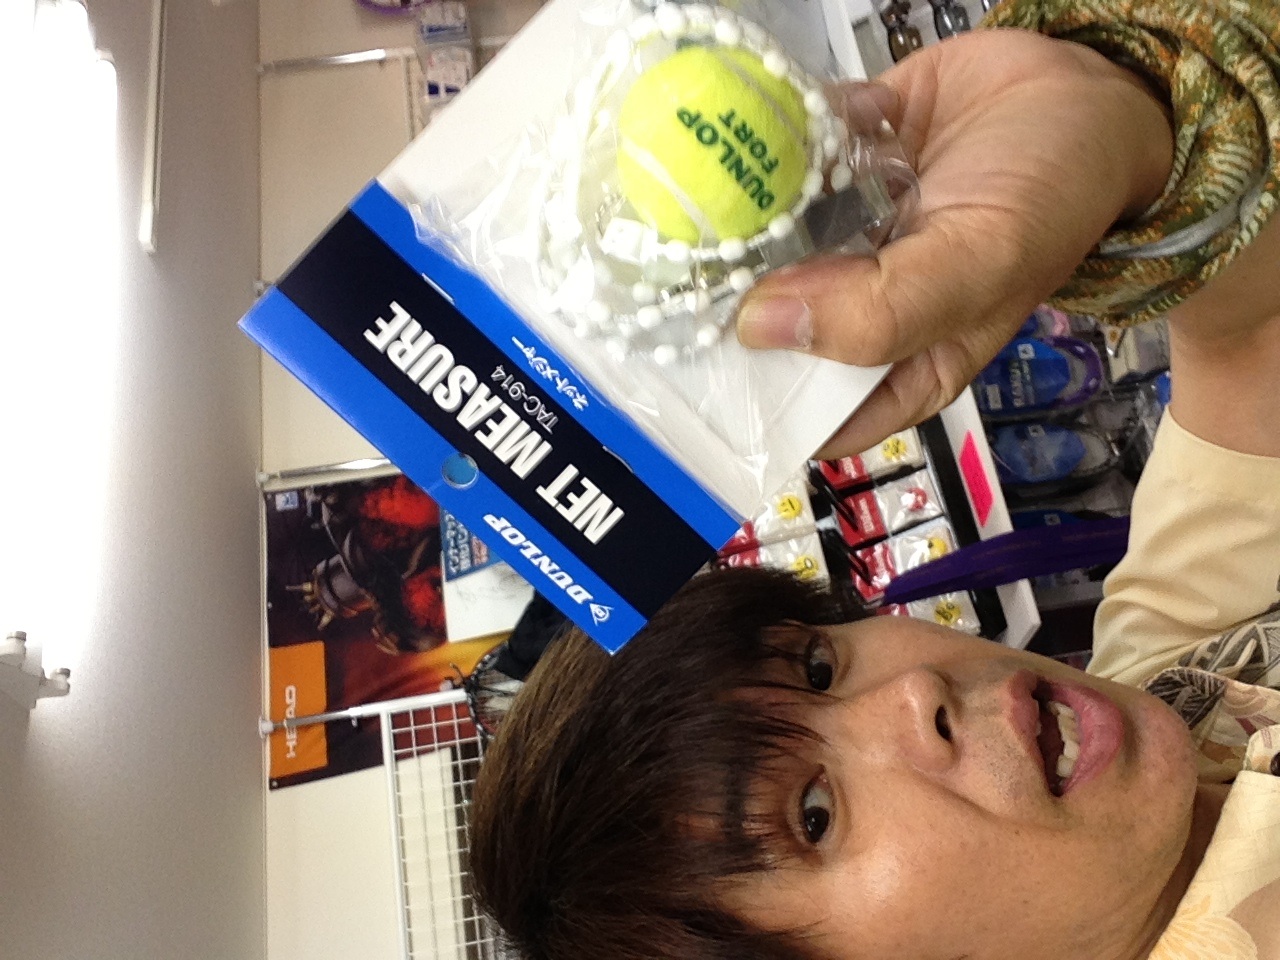 DUNLOP
NET MEASURE
TAC-914
ネットメジャー
DUNLOP
FORT
HEAD